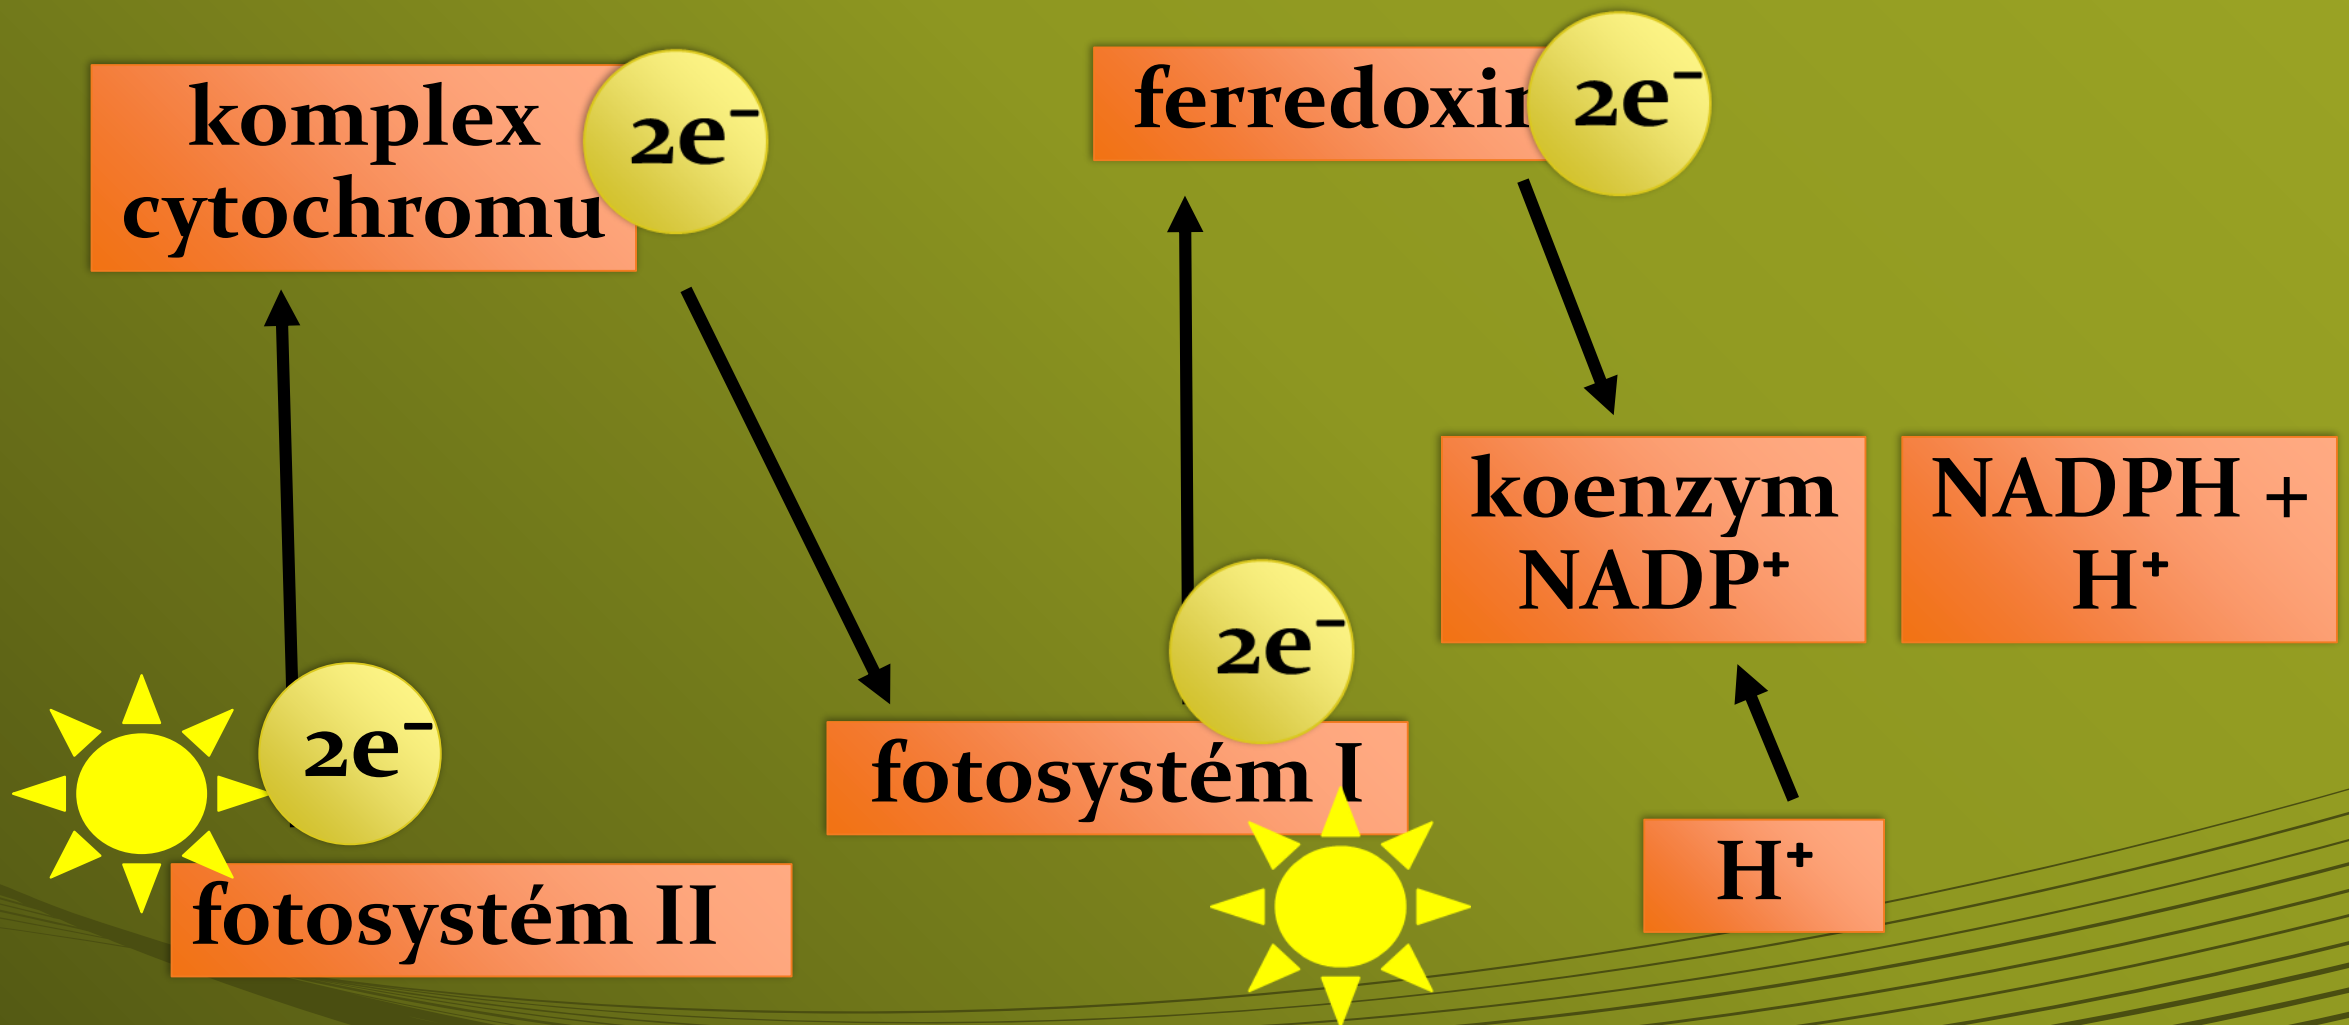 komplex
cytochromu
2e⁻
ferredoxin
2e⁻
koenzym
NADP⁺
NADPH +
H⁺
2e⁻
2e⁻
fotosystém I
H⁺
fotosystém II